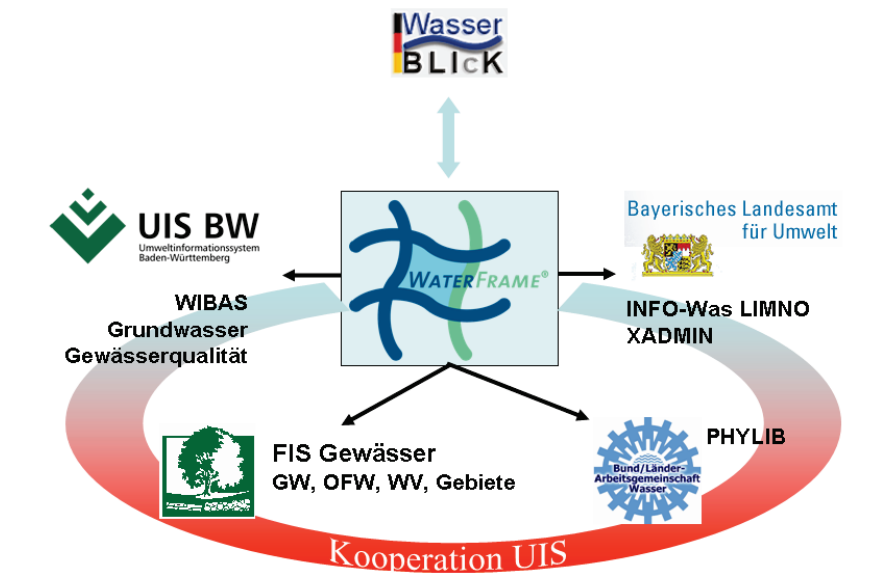 Wasser
BLIcK
UIS BW
Umweltinformationssystem
Baden-Württemberg
WATERFRAME®
Bayerisches Landesamt
für Umwelt
WIBAS
Grundwasser
Gewässerqualität
INFO-Was LIMNO
XADMIN
FIS Gewässer
GW, OFW, WV, Gebiete
PHYLIB
Bund/Länder-
Arbeitsgemeinschaft
Wasser
Kooperation UIS